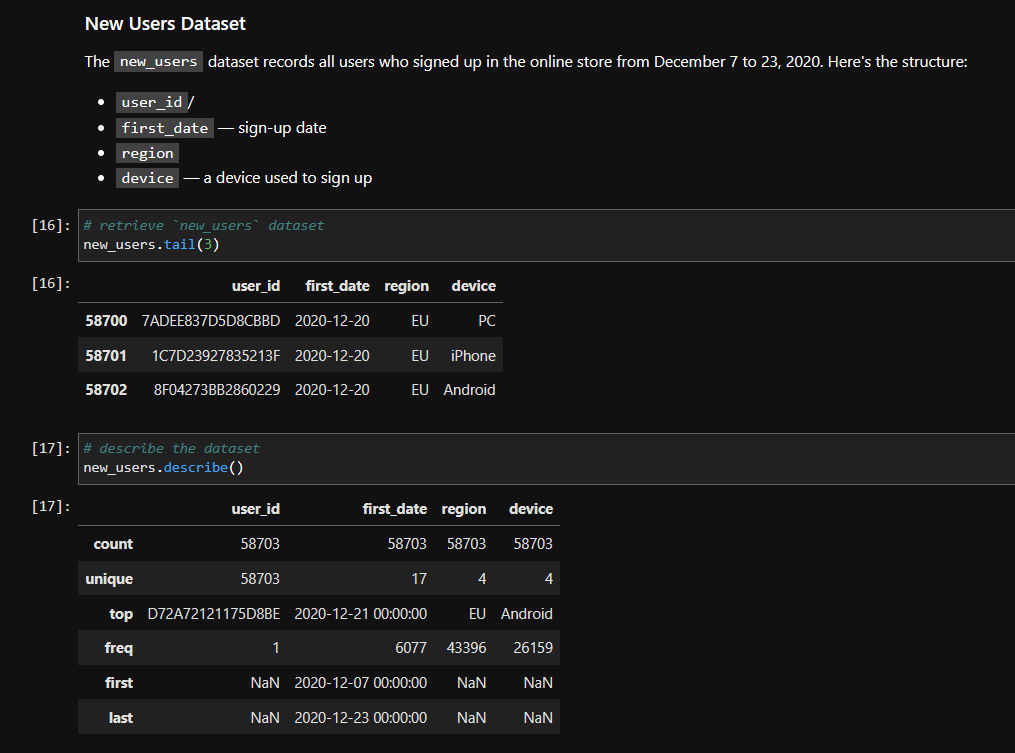 New Users Dataset
The new_users dataset records all users who signed up in the online store from December 7 to 23, 2020. Here's the structure:
• user_id /
• first_date — sign-up date
• region
• device — a device used to sign up
[16]: # retrieve `new_users` dataset
new_users.tail(3)
[16]: user_id first_date region device
58700 7ADEE837D5D8CBBD 2020-12-20 EU PC
58701 1C7D23927835213F 2020-12-20 EU iPhone
58702 8F04273BB2860229 2020-12-20 EU Android
[17]: # describe the dataset
new_users.describe()
[17]: user_id first_date region device
count 58703 58703 58703 58703
unique 58703 17 4 4
top D72A72121175D8BE 2020-12-21 00:00:00 EU Android
freq 1 6077 43396 26159
first NaN 2020-12-07 00:00:00 NaN NaN
last NaN 2020-12-23 00:00:00 NaN NaN